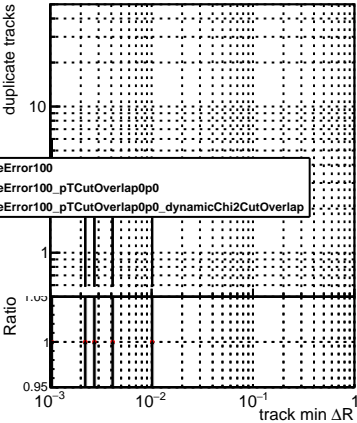 duplicate tracks
10
eError100
eError100_pTCutOverlap0p0
eError100_pTCutOverlap0p0_dynamicChi2CutOverlap
1
1.05
Ratio
1
0.95
10⁻³ 10⁻² 10⁻¹ 1
track min ΔR